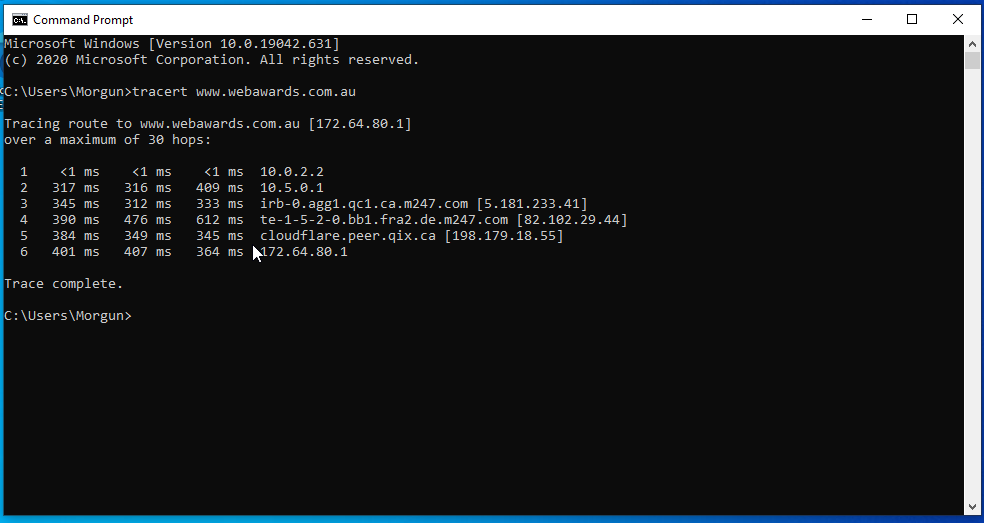 Command Prompt
Microsoft Windows [Version 10.0.19042.631]
(c) 2020 Microsoft Corporation. All rights reserved.
C:\Users\Morgun>tracert www.webawards.com.au
Tracing route to www.webawards.com.au [172.64.80.1]
over a maximum of 30 hops:
1 <1 ms <1 ms <1 ms 10.0.2.2
2 317 ms 316 ms 409 ms 10.5.0.1
3 345 ms 312 ms 333 ms irb-0.agg1.qc1.ca.m247.com [5.181.233.41]
4 390 ms 476 ms 612 ms te-1-5-2-0.bb1.fra2.de.m247.com [82.102.29.44]
5 384 ms 349 ms 345 ms cloudflare.peer.qix.ca [198.179.18.55]
6 401 ms 407 ms 364 ms 172.64.80.1
Trace complete.
C:\Users\Morgun>